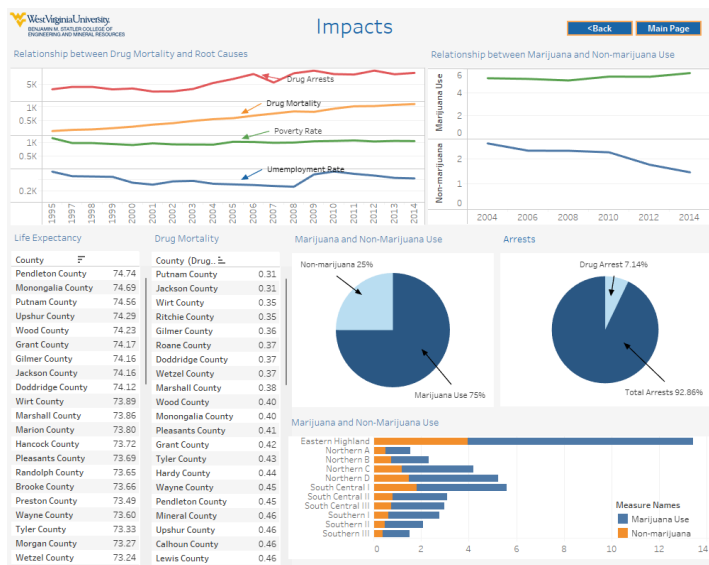 West Virginia University.
BENJAMIN M. STATLER COLLEGE OF
ENGINEERING AND MINERAL RESOURCES
Impacts
<Back
Main Page
Relationship between Drug Mortality and Root Causes
5K
1K
0.5K
1K
0.5K
0.2K
Drug Arrests
Drug Mortality
Poverty Rate
Umemployment Rate
1995 1997 1998 1999 2000 2001 2002 2003 2004 2005 2006 2007 2008 2009 2010 2011 2012 2013 2014
Relationship between Marijuana and Non-marijuana Use
Marijuana Use
6
4
2
0
Non-marijuana
2
1
0
2004 2006 2008 2010 2012 2014
Life Expectancy
County
Pendleton County 74.74
Monongalia County 74.69
Putnam County 74.56
Upshur County 74.29
Wood County 74.23
Grant County 74.17
Gilmer County 74.16
Jackson County 74.16
Doddridge County 74.12
Wirt County 73.89
Marshall County 73.86
Marion County 73.80
Hancock County 73.72
Pleasants County 73.69
Randolph County 73.65
Brooke County 73.66
Preston County 73.49
Wayne County 73.60
Tyler County 73.33
Morgan County 73.27
Wetzel County 73.24
Drug Mortality
County (Drug..
Putnam County 0.31
Jackson County 0.31
Wirt County 0.35
Ritchie County 0.35
Gilmer County 0.36
Roane County 0.37
Doddridge County 0.37
Wetzel County 0.37
Marshall County 0.38
Wood County 0.40
Monongalia County 0.40
Pleasants County 0.41
Grant County 0.42
Tyler County 0.43
Hardy County 0.44
Wayne County 0.45
Pendleton County 0.45
Mineral County 0.46
Upshur County 0.46
Calhoun County 0.46
Lewis County 0.46
Marijuana and Non-Marijuana Use
Non-marijuana 25%
Marijuana Use 75%
Arrests
Drug Arrest 7.14%
Total Arrests 92.86%
Marijuana and Non-Marijuana Use
Eastern Highland
Northern A
Northern B
Northern C
Northern D
South Central I
South Central II
South Central III
Southern I
Southern II
Southern III
0 2 4 6 8 10 12 14
Measure Names
Marijuana Use
Non-marijuana